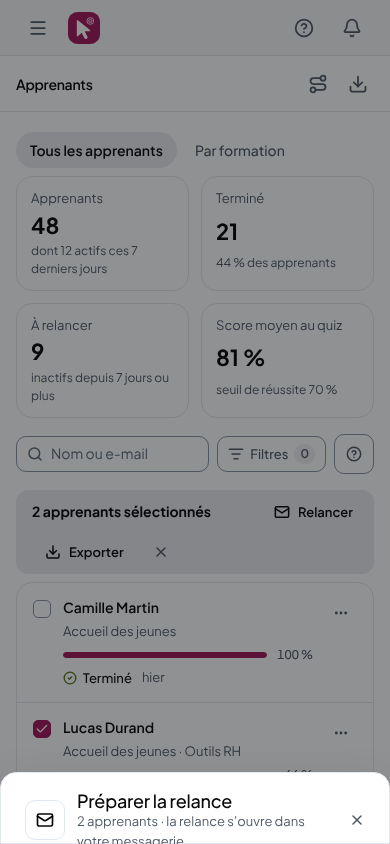 Apprenants
Tous les apprenants
Par formation
Apprenants
48
dont 12 actifs ces 7
derniers jours
Terminé
21
44 % des apprenants
À relancer
9
inactifs depuis 7 jours ou
plus
Score moyen au quiz
81 %
seuil de réussite 70 %
Nom ou e-mail
Filtres 0
2 apprenants sélectionnés
Relancer
Exporter
Camille Martin
Accueil des jeunes
100 %
Terminé hier
Lucas Durand
Accueil des jeunes · Outils RH
Préparer la relance
2 apprenants · la relance s'ouvre dans
votre messagerie